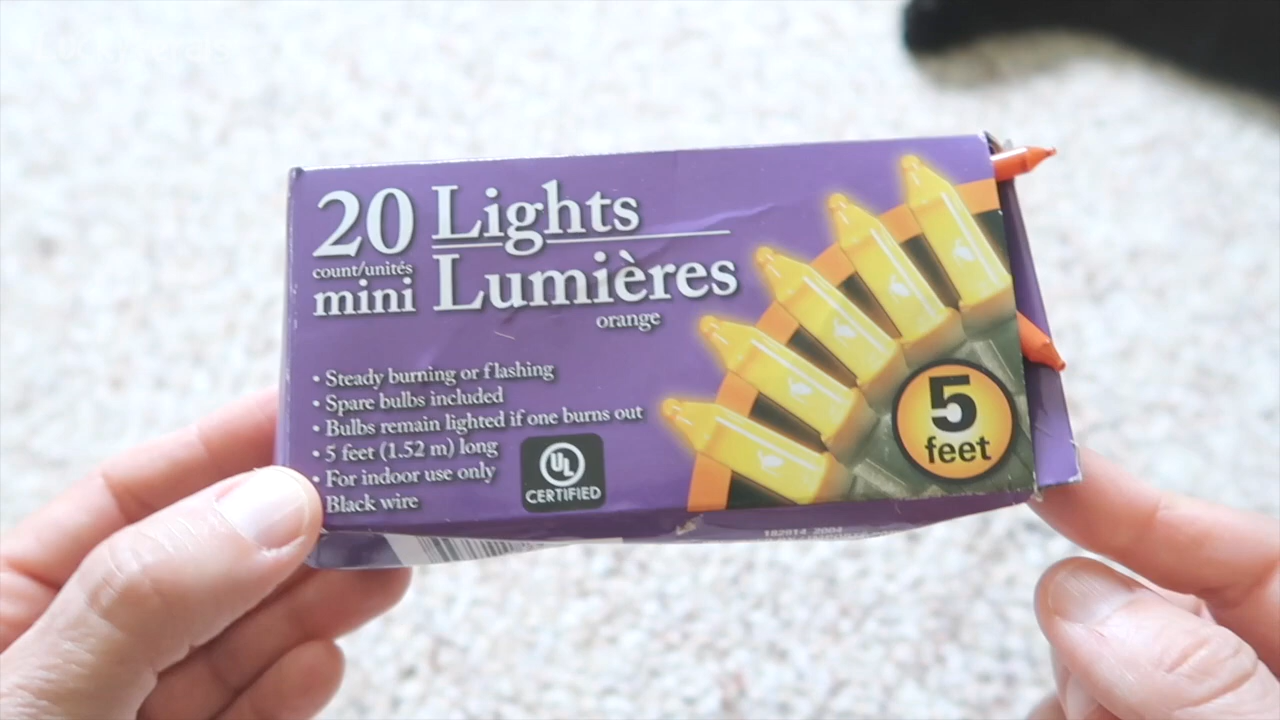 20 Lights
count/unités
mini Lumières
orange
• Steady burning or flashing
• Spare bulbs included
• Bulbs remain lighted if one burns out
• 5 feet (1.52 m) long
• For indoor use only
Black wire
UL
CERTIFIED
5
feet